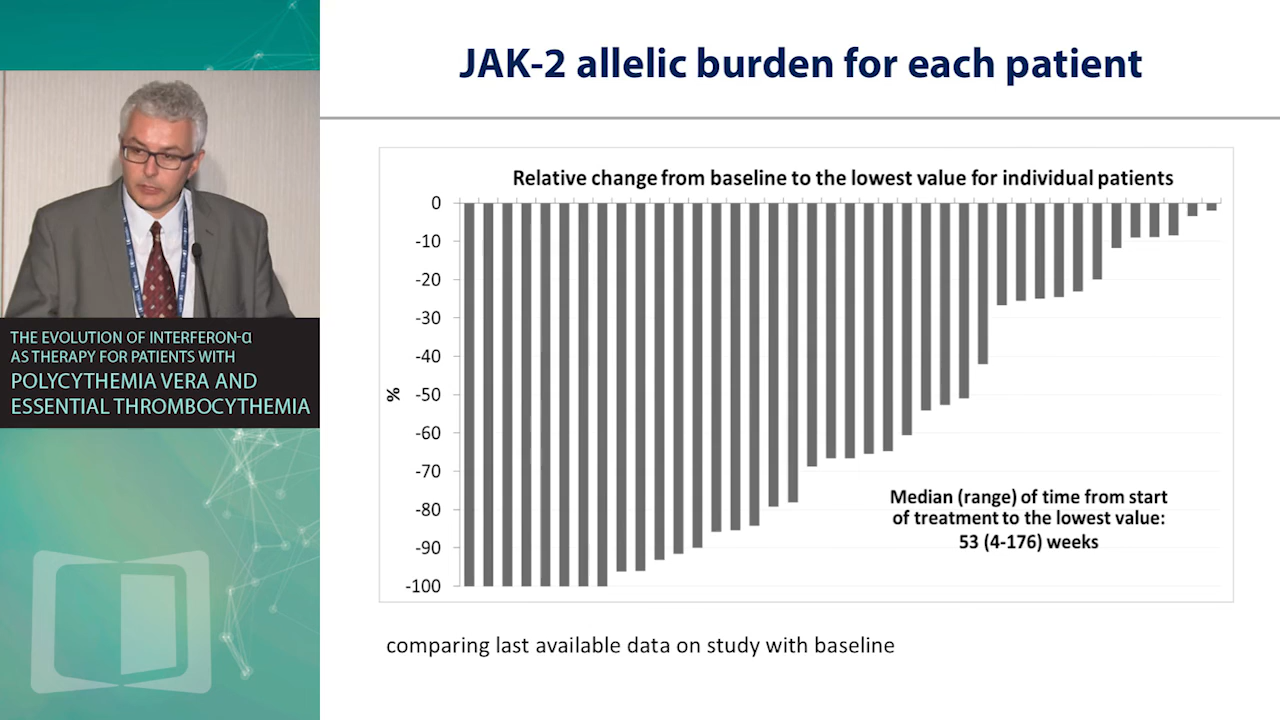 JAK-2 allelic burden for each patient
THE EVOLUTION OF INTERFERON-α
AS THERAPY FOR PATIENTS WITH
POLYCYTHEMIA VERA AND
ESSENTIAL THROMBOCYTHEMIA
Relative change from baseline to the lowest value for individual patients
0
-10
-20
-30
-40
-50
-60
-70
-80
-90
-100
%
Median (range) of time from start
of treatment to the lowest value:
53 (4-176) weeks
comparing last available data on study with baseline